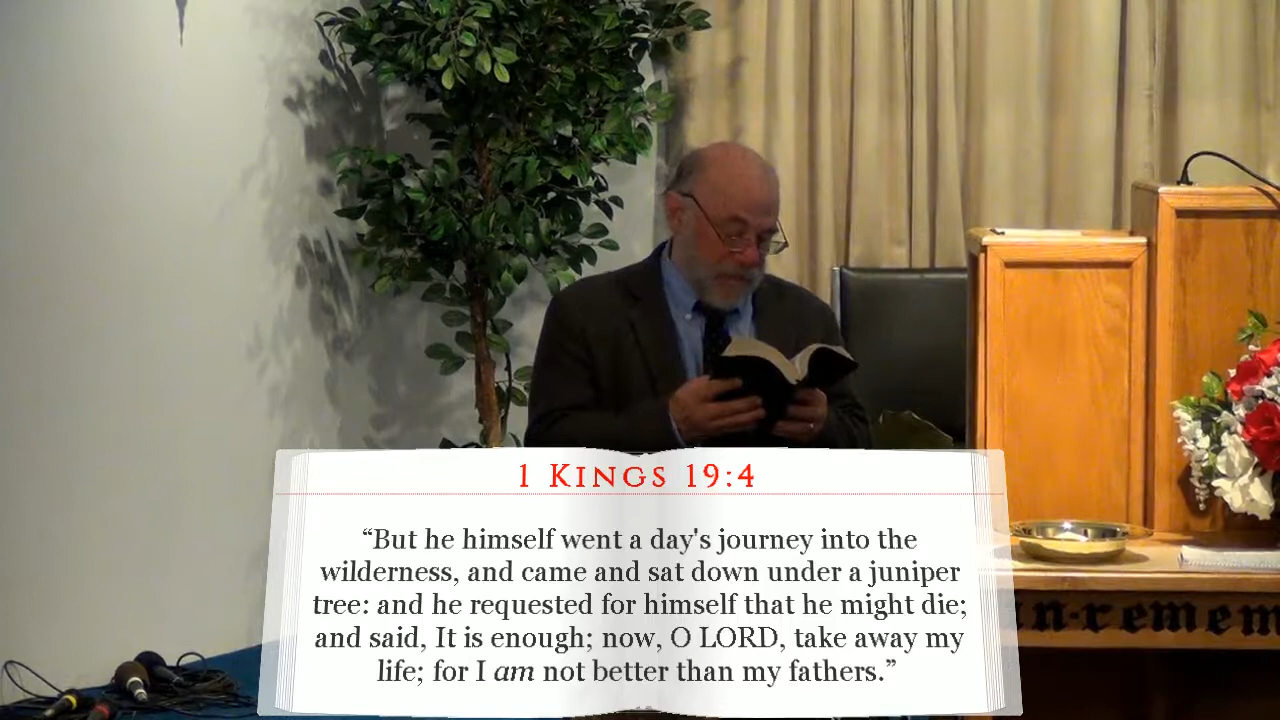 1 Kings 19:4
“But he himself went a day's journey into the
wilderness, and came and sat down under a juniper
tree: and he requested for himself that he might die;
and said, It is enough; now, O LORD, take away my
life; for I am not better than my fathers.”